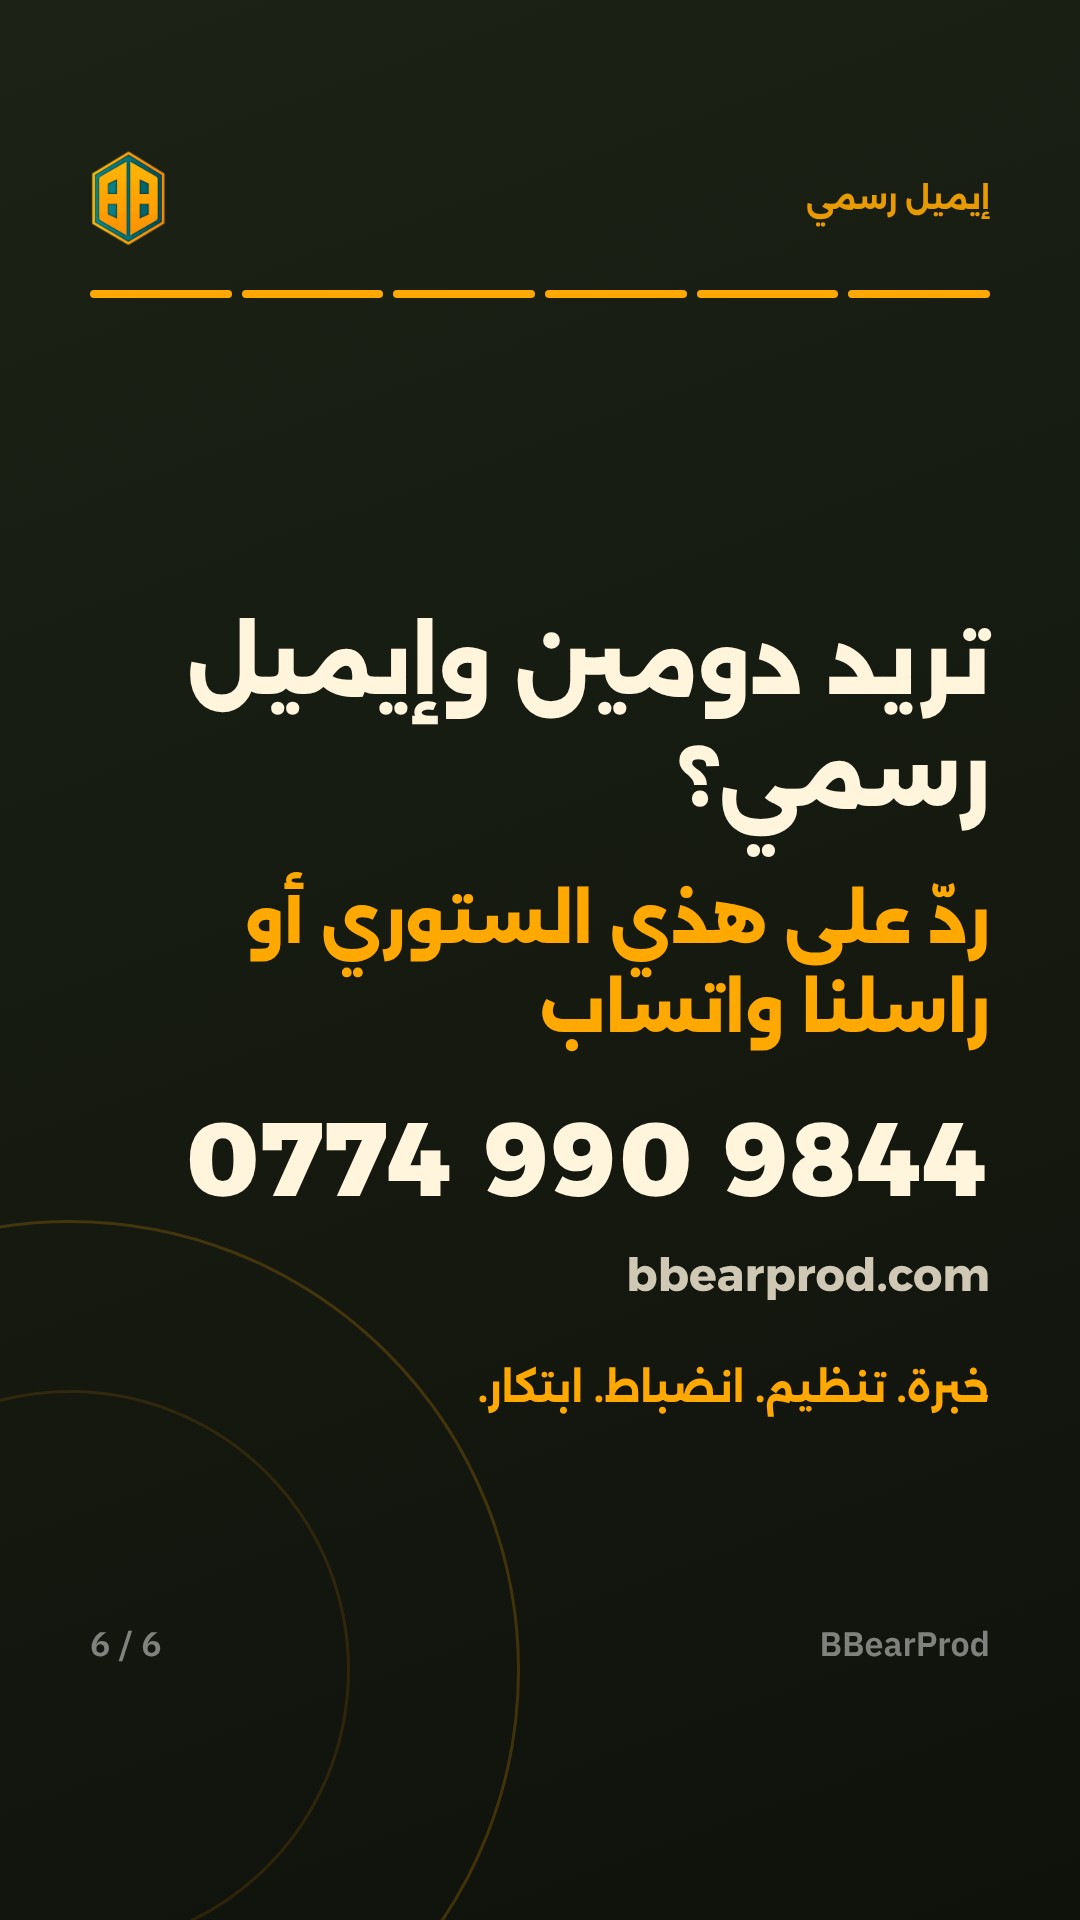 إيميل رسمي
تريد دومين وإيميل
رسمي؟
ردّ على هذي الستوري أو
راسلنا واتساب
0774 990 9844
bbearprod.com
خبرة. تنظيم. انضباط. ابتكار.
BBearProd
6 / 6